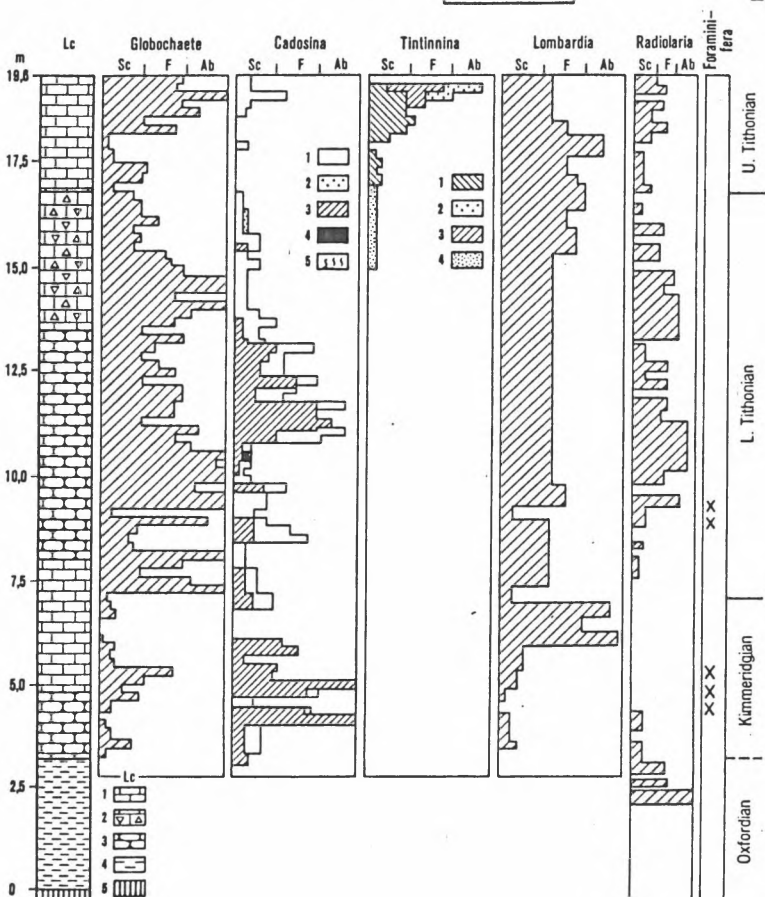 Foramini-
fera
Lc Globochaete Cadosina Tintinnina Lombardia Radiolaria
m
Sc F Ab Sc F Ab Sc F Ab Sc F Ab Sc F Ab
19,8
17,5
15,0
12,5
10,0
7,5
5,0
2,5
0
1
2
3
4
5
1
2
3
4
X
X
X
X
X
Lc
1
2
3
4
5
U. Tithonian
L. Tithonian
Kimmeridgian
Oxfordian